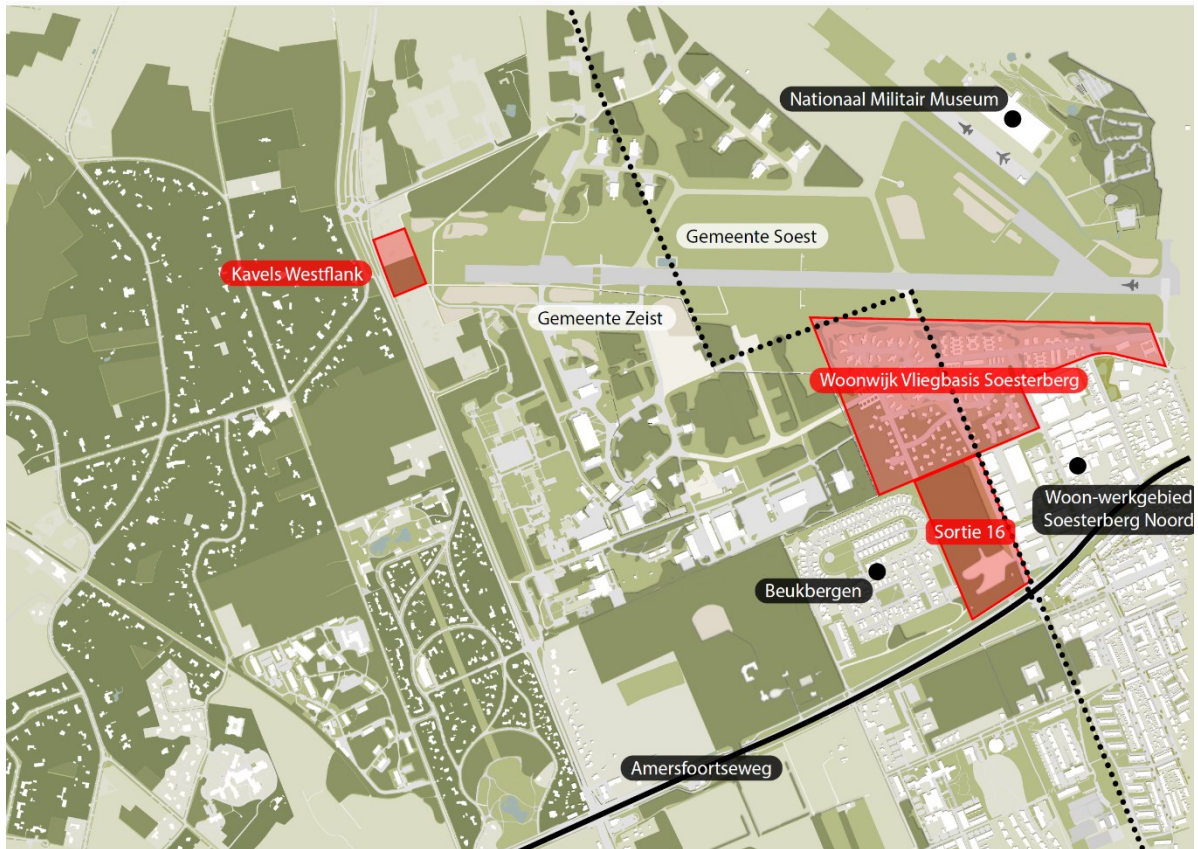 Nationaal Militair Museum
Gemeente Soest
Kavels Westflank
Gemeente Zeist
Woonwijk Vliegbasis Soesterberg
Woon-werkgebied
Soesterberg Noord
Sortie 16
Beukbergen
Amersfoortseweg